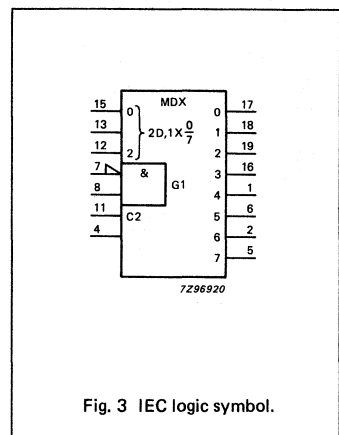 MDX
15 0 0 17
13 2D,1X 0/7 1 18
12 2 2 19
7 & 3 16
8 G1 4 1
11 C2 5 6
4 6 2
7 5
7Z96920
Fig. 3 IEC logic symbol.